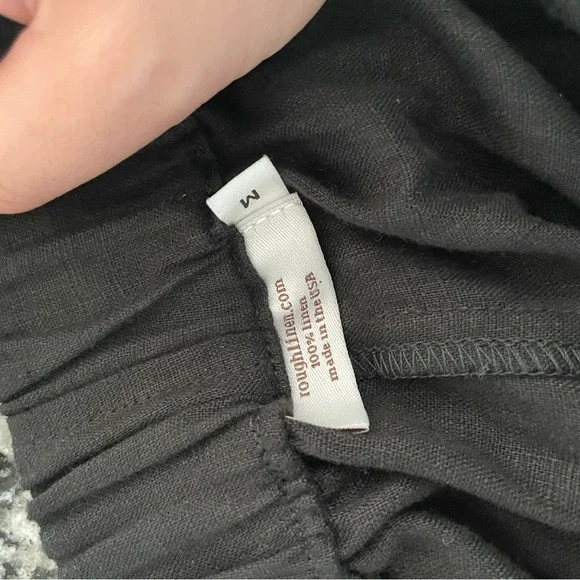 M
roughlinen.com
100% linen
made in the USA